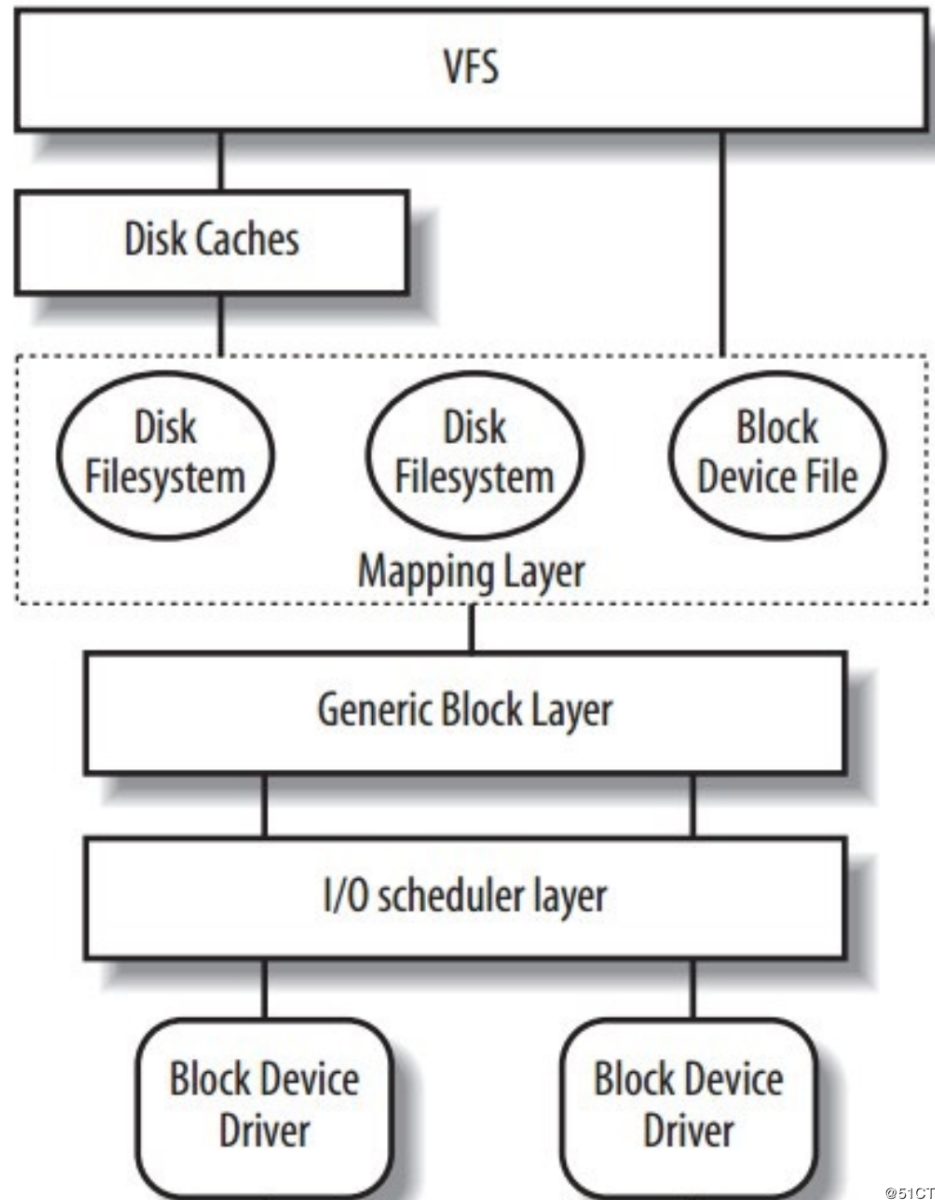 VFS
Disk Caches
Disk
Filesystem
Disk
Filesystem
Block
Device File
Mapping Layer
Generic Block Layer
I/O scheduler layer
Block Device
Driver
Block Device
Driver
@51CT